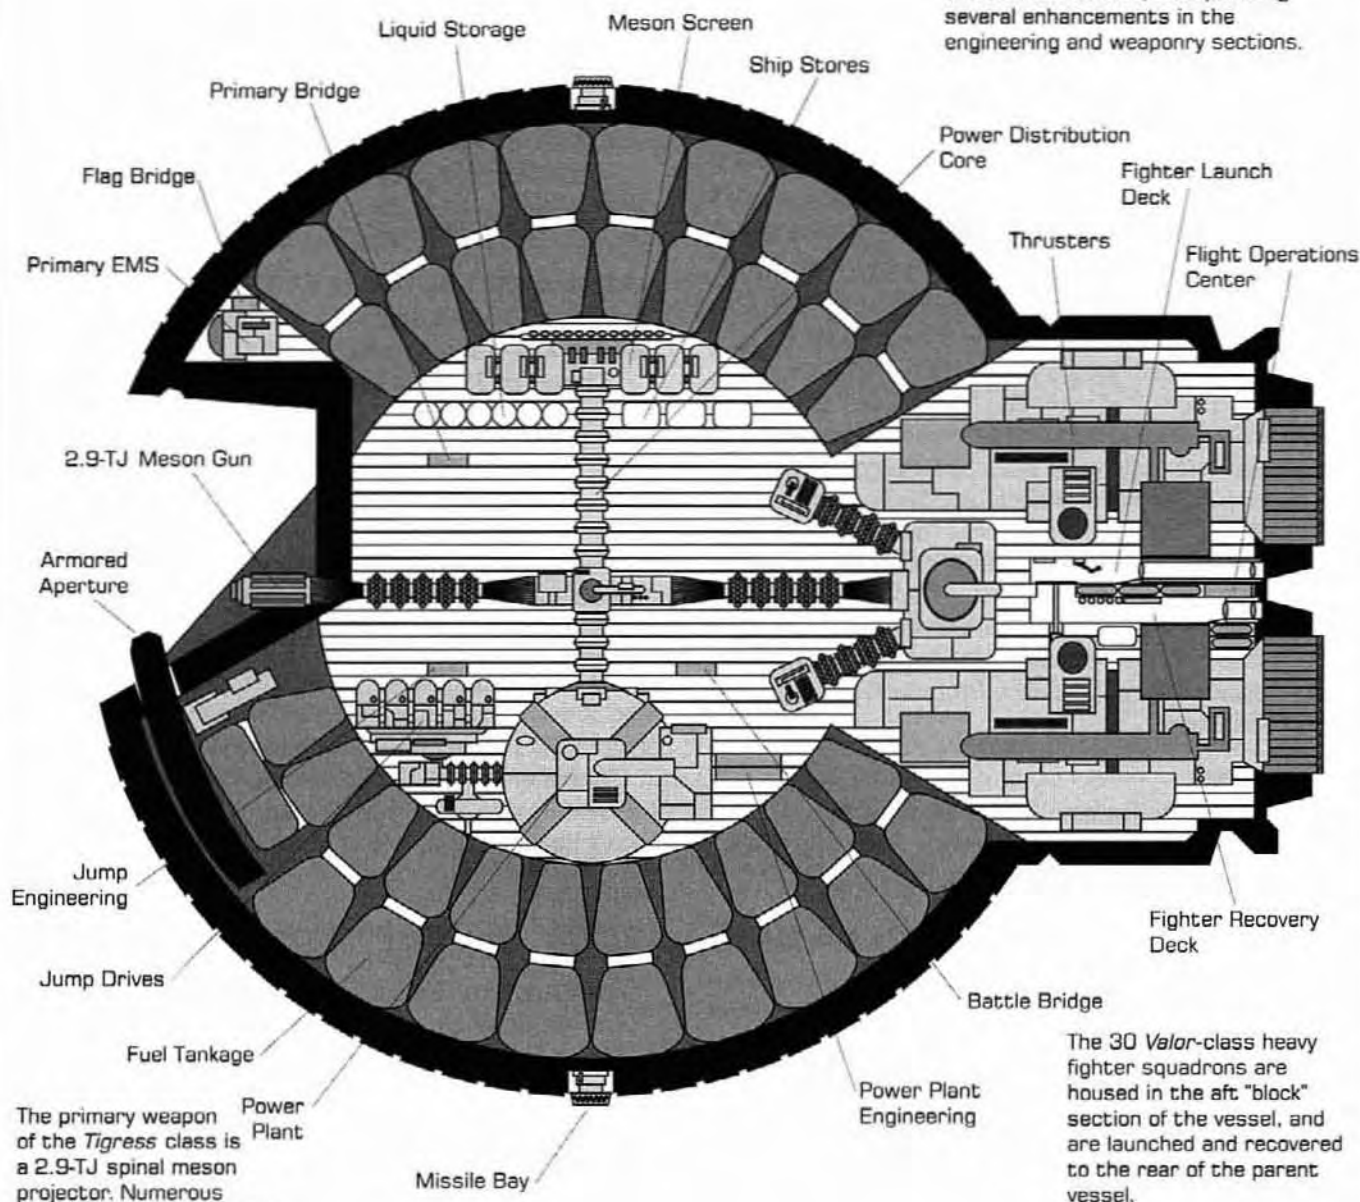 several enhancements in the
engineering and weaponry sections.
Liquid Storage
Meson Screen
Ship Stores
Primary Bridge
Power Distribution
Core
Fighter Launch
Deck
Flag Bridge
Thrusters
Flight Operations
Center
Primary EMS
2.9-TJ Meson Gun
Armored
Aperture
Jump
Engineering
Fighter Recovery
Deck
Jump Drives
Battle Bridge
Fuel Tankage
Power
Plant
Power Plant
Engineering
Missile Bay
The primary weapon
of the Tigress class is
a 2.9-TJ spinal meson
projector. Numerous
The 30 Valor-class heavy
fighter squadrons are
housed in the aft "block"
section of the vessel, and
are launched and recovered
to the rear of the parent
vessel.